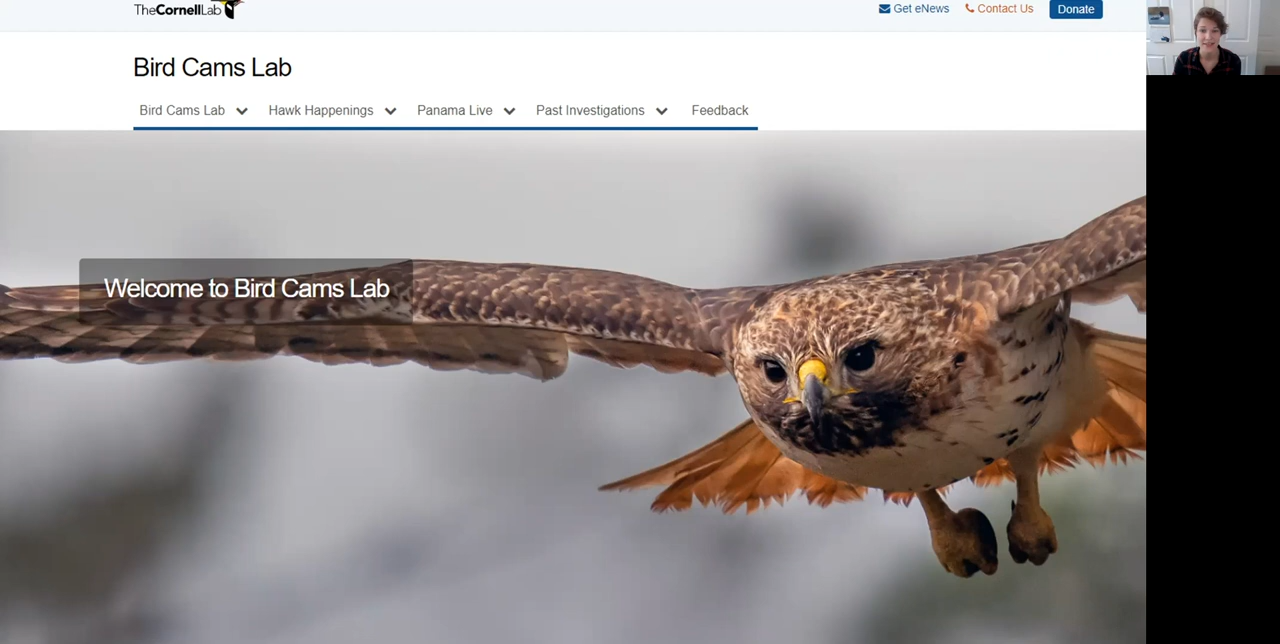 TheCornellLab
Get eNews
Contact Us
Donate
Bird Cams Lab
Bird Cams Lab
Hawk Happenings
Panama Live
Past Investigations
Feedback
Welcome to Bird Cams Lab